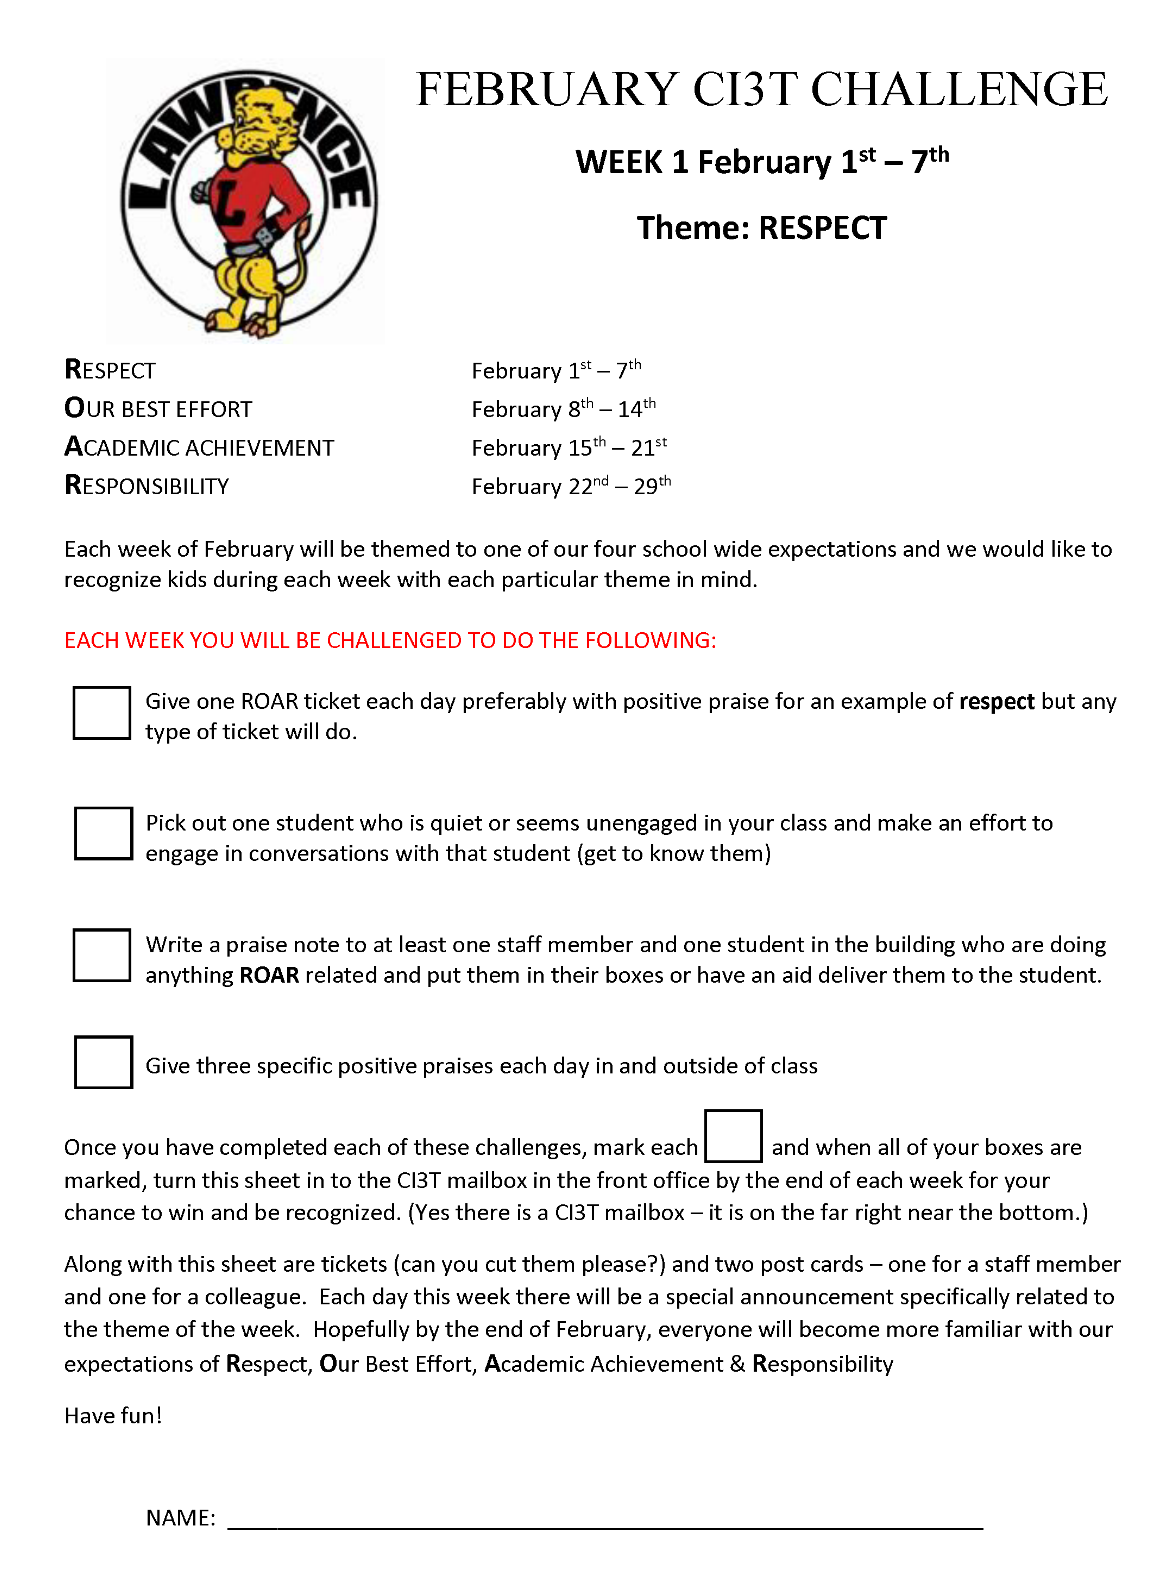 LAWRENCE
L
FEBRUARY CI3T CHALLENGE
WEEK 1 February 1st – 7th
Theme: RESPECT
RESPECT February 1st – 7th
OUR BEST EFFORT February 8th – 14th
ACADEMIC ACHIEVEMENT February 15th – 21st
RESPONSIBILITY February 22nd – 29th
Each week of February will be themed to one of our four school wide expectations and we would like to
recognize kids during each week with each particular theme in mind.
EACH WEEK YOU WILL BE CHALLENGED TO DO THE FOLLOWING:
Give one ROAR ticket each day preferably with positive praise for an example of respect but any
type of ticket will do.
Pick out one student who is quiet or seems unengaged in your class and make an effort to
engage in conversations with that student (get to know them)
Write a praise note to at least one staff member and one student in the building who are doing
anything ROAR related and put them in their boxes or have an aid deliver them to the student.
Give three specific positive praises each day in and outside of class
Once you have completed each of these challenges, mark each and when all of your boxes are
marked, turn this sheet in to the CI3T mailbox in the front office by the end of each week for your
chance to win and be recognized. (Yes there is a CI3T mailbox – it is on the far right near the bottom.)
Along with this sheet are tickets (can you cut them please?) and two post cards – one for a staff member
and one for a colleague.  Each day this week there will be a special announcement specifically related to
the theme of the week.  Hopefully by the end of February, everyone will become more familiar with our
expectations of Respect, Our Best Effort, Academic Achievement & Responsibility
Have fun!
NAME: